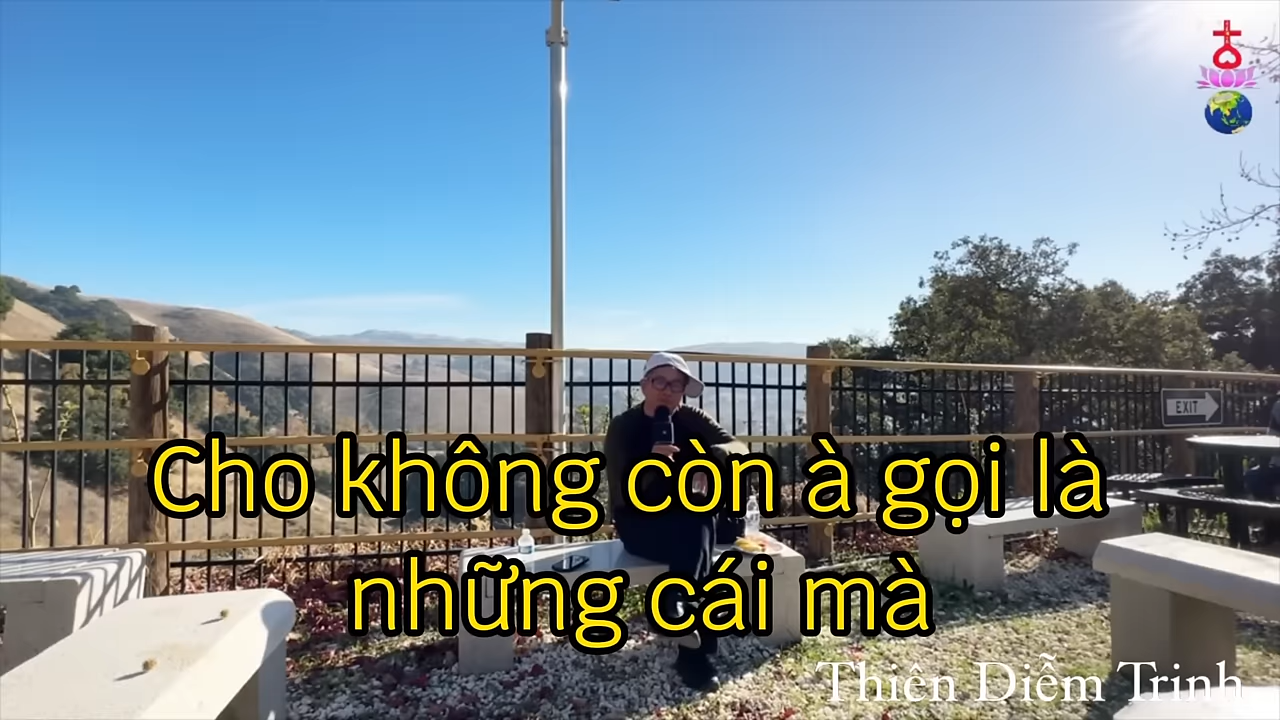 EXIT
Cho không còn à gọi là
những cái mà
Thiên Diễm Trinh